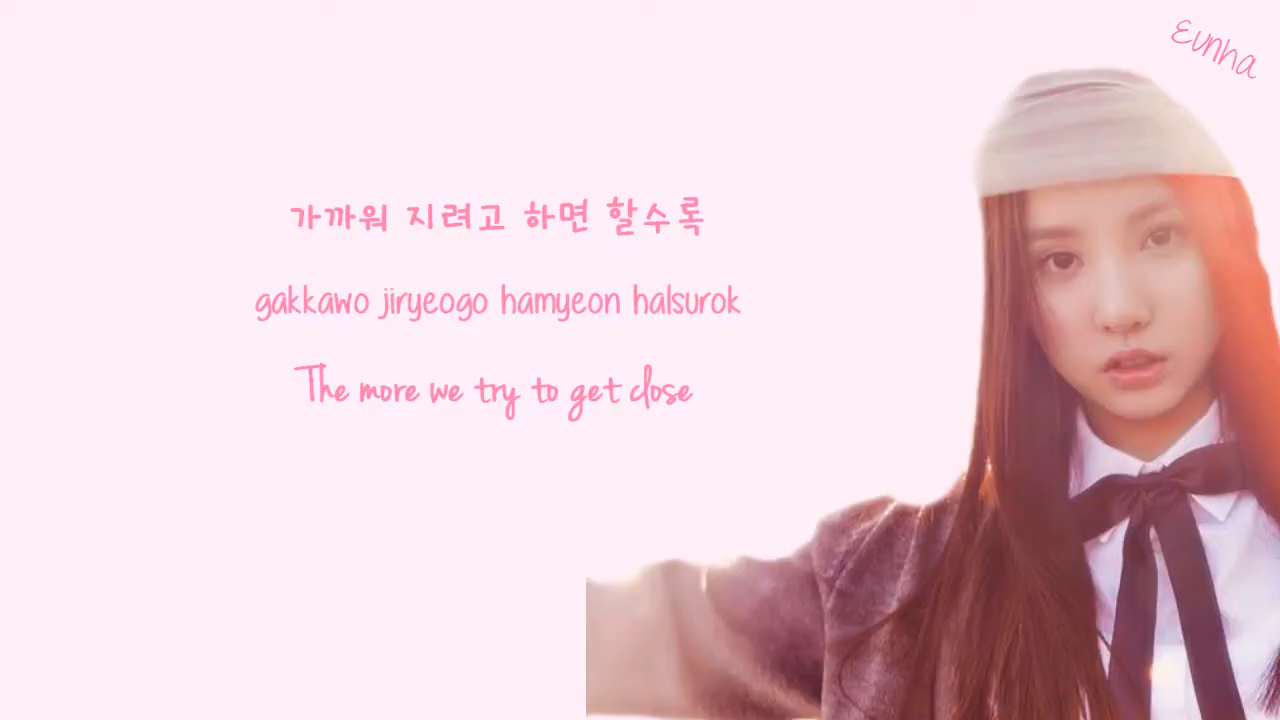 Eunha
가까워 지려고 하면 할수록
gakkawo jiryeogo hamyeon halsurok
The more we try to get close